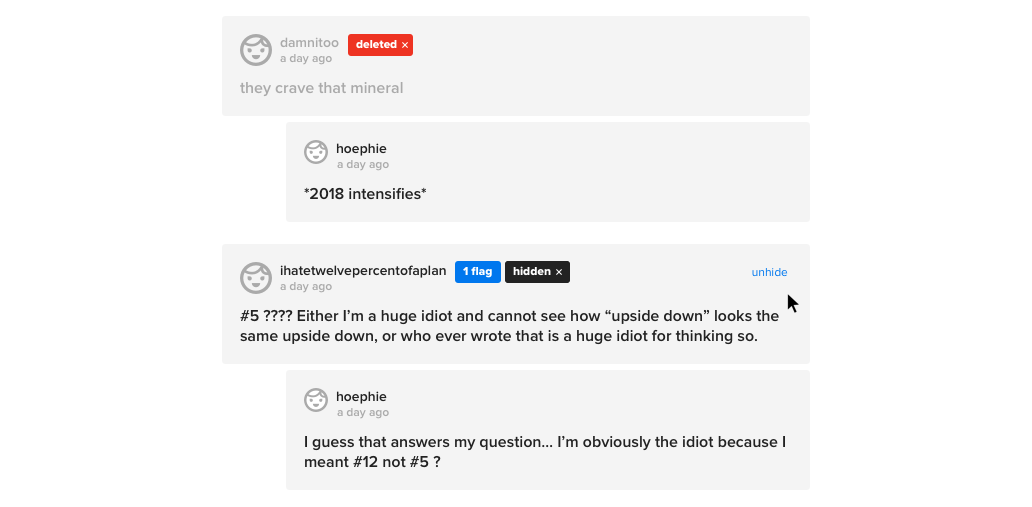 damnitoo deleted ×
a day ago
they crave that mineral
hoephie
a day ago
*2018 intensifies*
ihatetwelvepercentofaplan 1 flag hidden × unhide
a day ago
#5 ???? Either I’m a huge idiot and cannot see how “upside down” looks the
same upside down, or who ever wrote that is a huge idiot for thinking so.
hoephie
a day ago
I guess that answers my question... I’m obviously the idiot because I
meant #12 not #5 ?